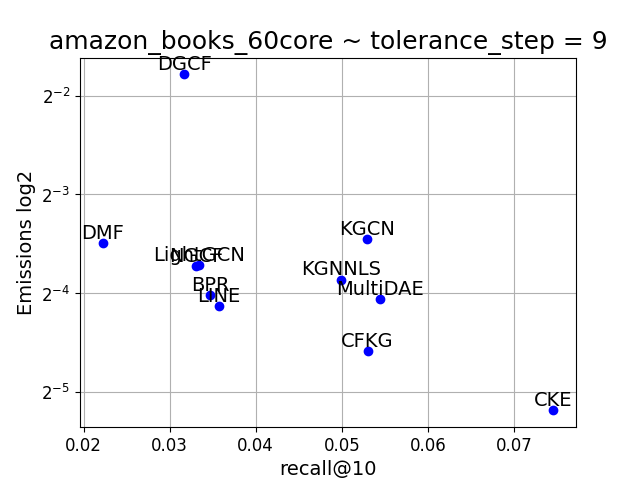 amazon_books_60core ~ tolerance_step = 9
DGCF
2⁻²
2⁻³
DMF
KGCN
LightGCN
NGCF
KGNNLS
BPR
MultiDAE
2⁻⁴
LINE
CFKG
2⁻⁵
CKE
Emissions log2
0.02 0.03 0.04 0.05 0.06 0.07
recall@10